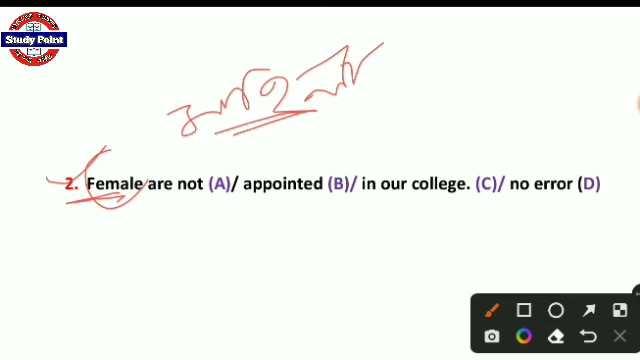 Study Point
2. Female are not (A)/ appointed (B)/ in our college. (C)/ no error (D)